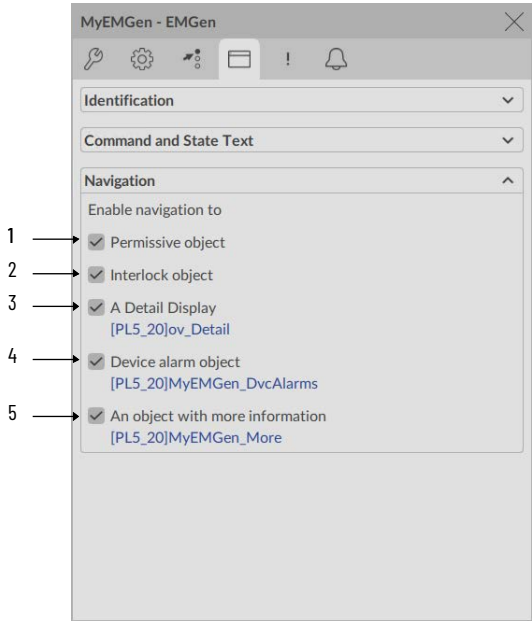 MyEMGen - EMGen
!
Identification
Command and State Text
Navigation
Enable navigation to
1
Permissive object
2
Interlock object
3
A Detail Display
[PL5_20]ov_Detail
4
Device alarm object
[PL5_20]MyEMGen_DvcAlarms
5
An object with more information
[PL5_20]MyEMGen_More